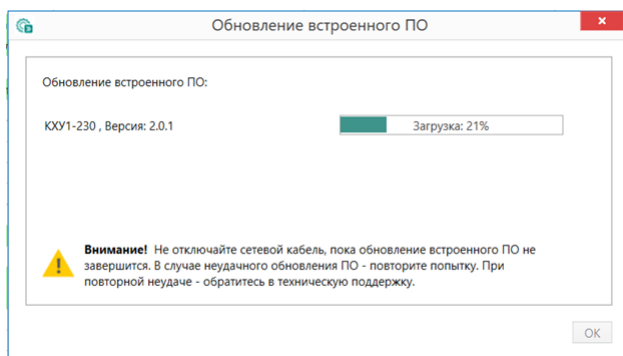 Обновление встроенного ПО
Обновление встроенного ПО:
КХУ1-230 , Версия: 2.0.1
Загрузка: 21%
Внимание! Не отключайте сетевой кабель, пока обновление встроенного ПО не
завершится. В случае неудачного обновления ПО - повторите попытку. При
повторной неудаче - обратитесь в техническую поддержку.
ОК